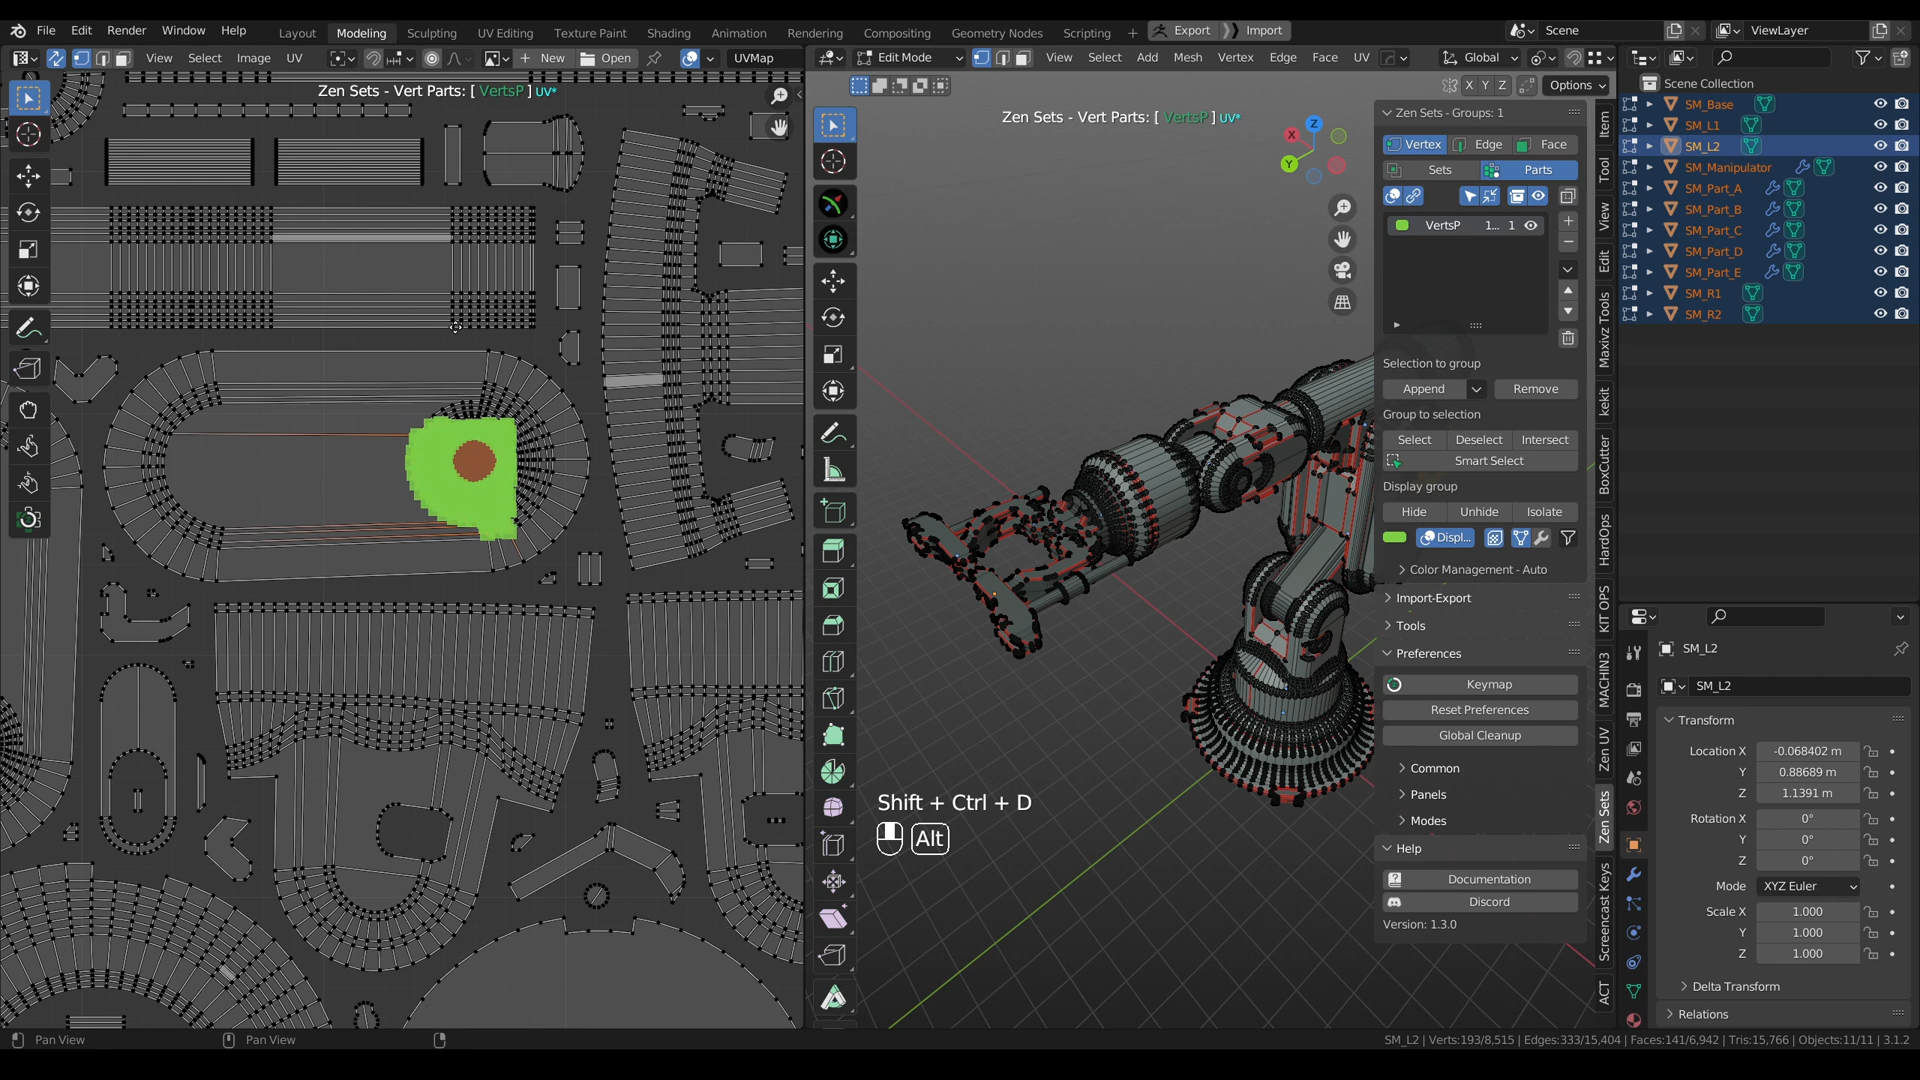 File Edit Render Window Help Layout Modeling Sculpting UV Editing Texture Paint Shading Animation Rendering Compositing Geometry Nodes Scripting + Export Import Scene ViewLayer
View Select Image UV New Open UVMap
Edit Mode View Select Add Mesh Vertex Edge Face UV Global
X Y Z Options
Zen Sets - Vert Parts: [ VertsP ] UV*
Zen Sets - Vert Parts: [ VertsP ] UV*
X
Y
Z
Zen Sets - Groups: 1
Vertex Edge Face
Sets Parts
VertsP 1... 1
Selection to group
Append Remove
Group to selection
Select Deselect Intersect
Smart Select
Display group
Hide Unhide Isolate
Displ...
Color Management - Auto
Import-Export
Tools
Preferences
Keymap
Reset Preferences
Global Cleanup
Common
Panels
Modes
Help
Documentation
Discord
Version: 1.3.0
Item
Tool
View
Edit
Maxivz Tools
kekit
BoxCutter
HardOps
KIT OPS
MACHIN3
Zen UV
Zen Sets
Screencast Keys
ACT
Shift + Ctrl + D
Alt
Scene Collection
SM_Base
SM_L1
SM_L2
SM_Manipulator
SM_Part_A
SM_Part_B
SM_Part_C
SM_Part_D
SM_Part_E
SM_R1
SM_R2
SM_L2
SM_L2
Transform
Location X -0.068402 m
Y 0.88689 m
Z 1.1391 m
Rotation X 0°
Y 0°
Z 0°
Mode XYZ Euler
Scale X 1.000
Y 1.000
Z 1.000
Delta Transform
Relations
Pan View Pan View SM_L2 | Verts:193/8,515 | Edges:333/15,404 | Faces:141/6,942 | Tris:15,766 | Objects:11/11 | 3.1.2